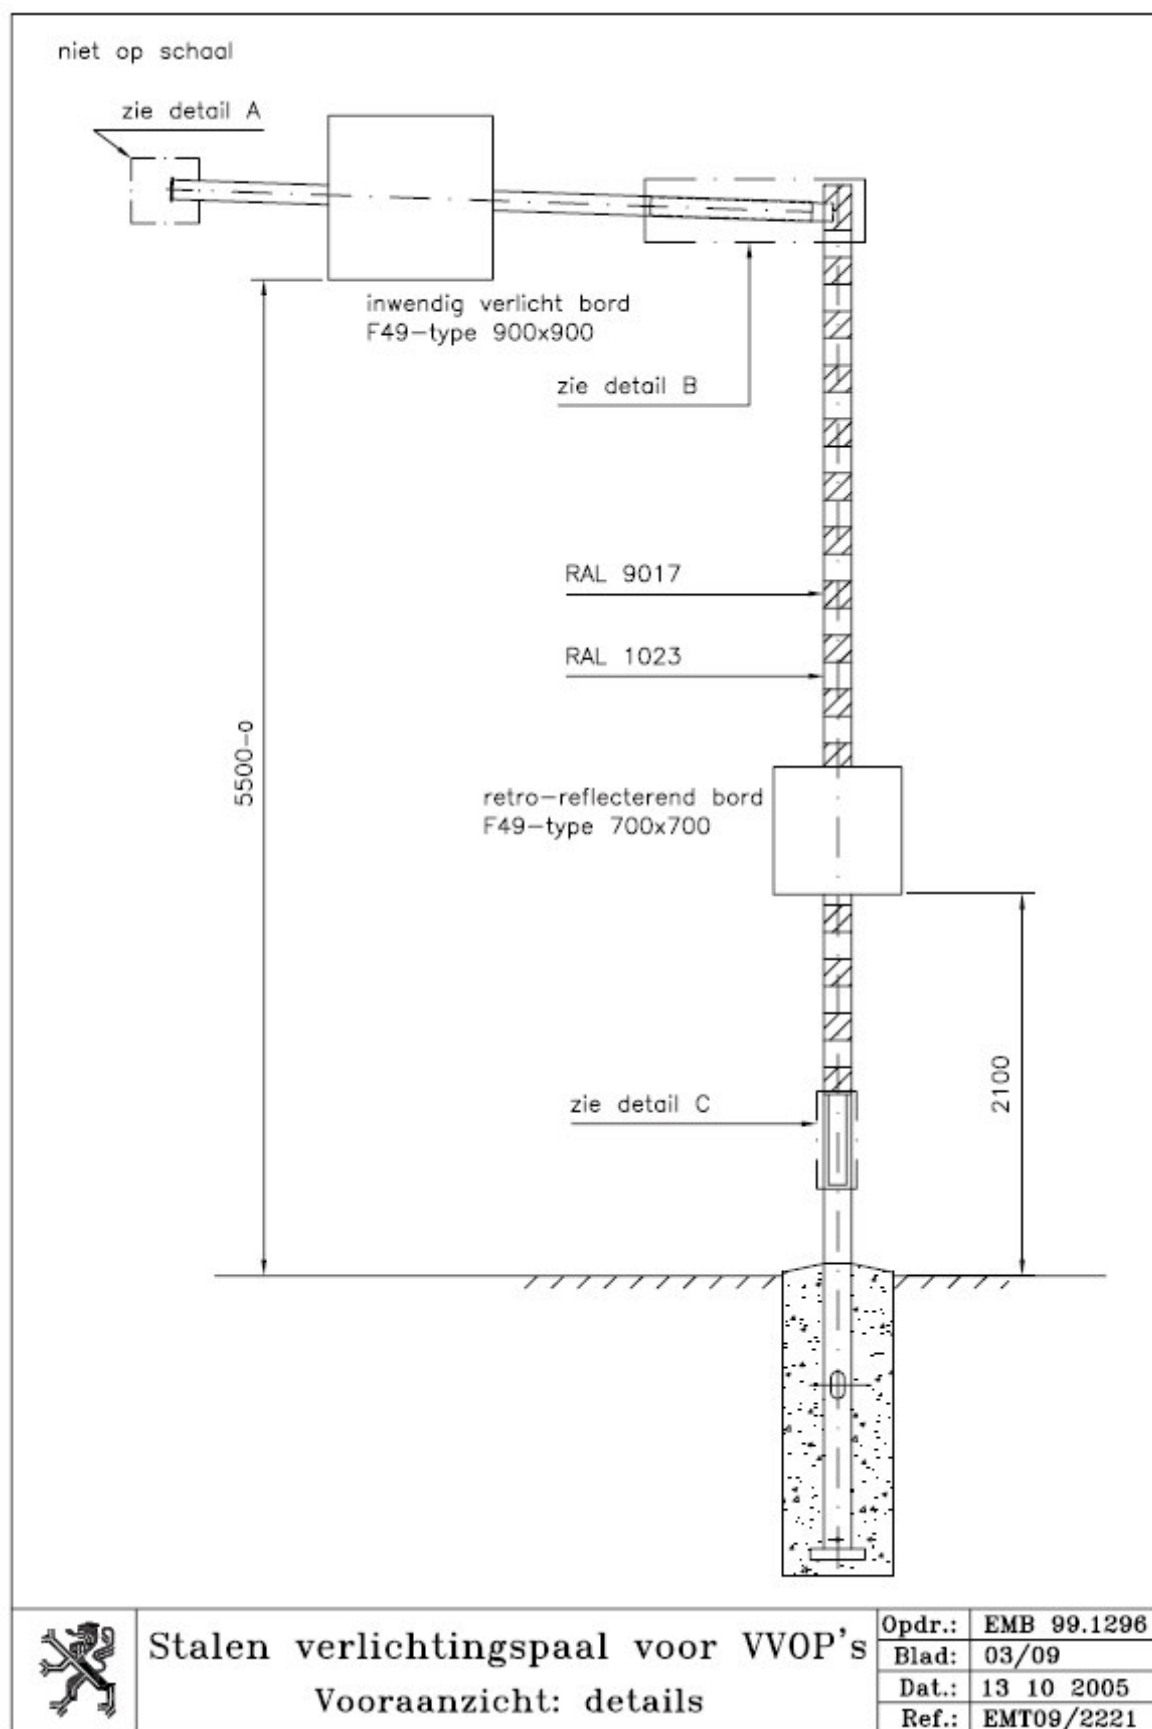 niet op schaal
zie detail A
inwendig verlicht bord
F49-type 900x900
zie detail B
RAL 9017
RAL 1023
5500-0
retro-reflecterend bord
F49-type 700x700
2100
zie detail C
Stalen verlichtingspaal voor VVOP's
Vooraanzicht: details
Opdr.: EMB 99.1296
Blad: 03/09
Dat.: 13 10 2005
Ref.: EMT09/2221